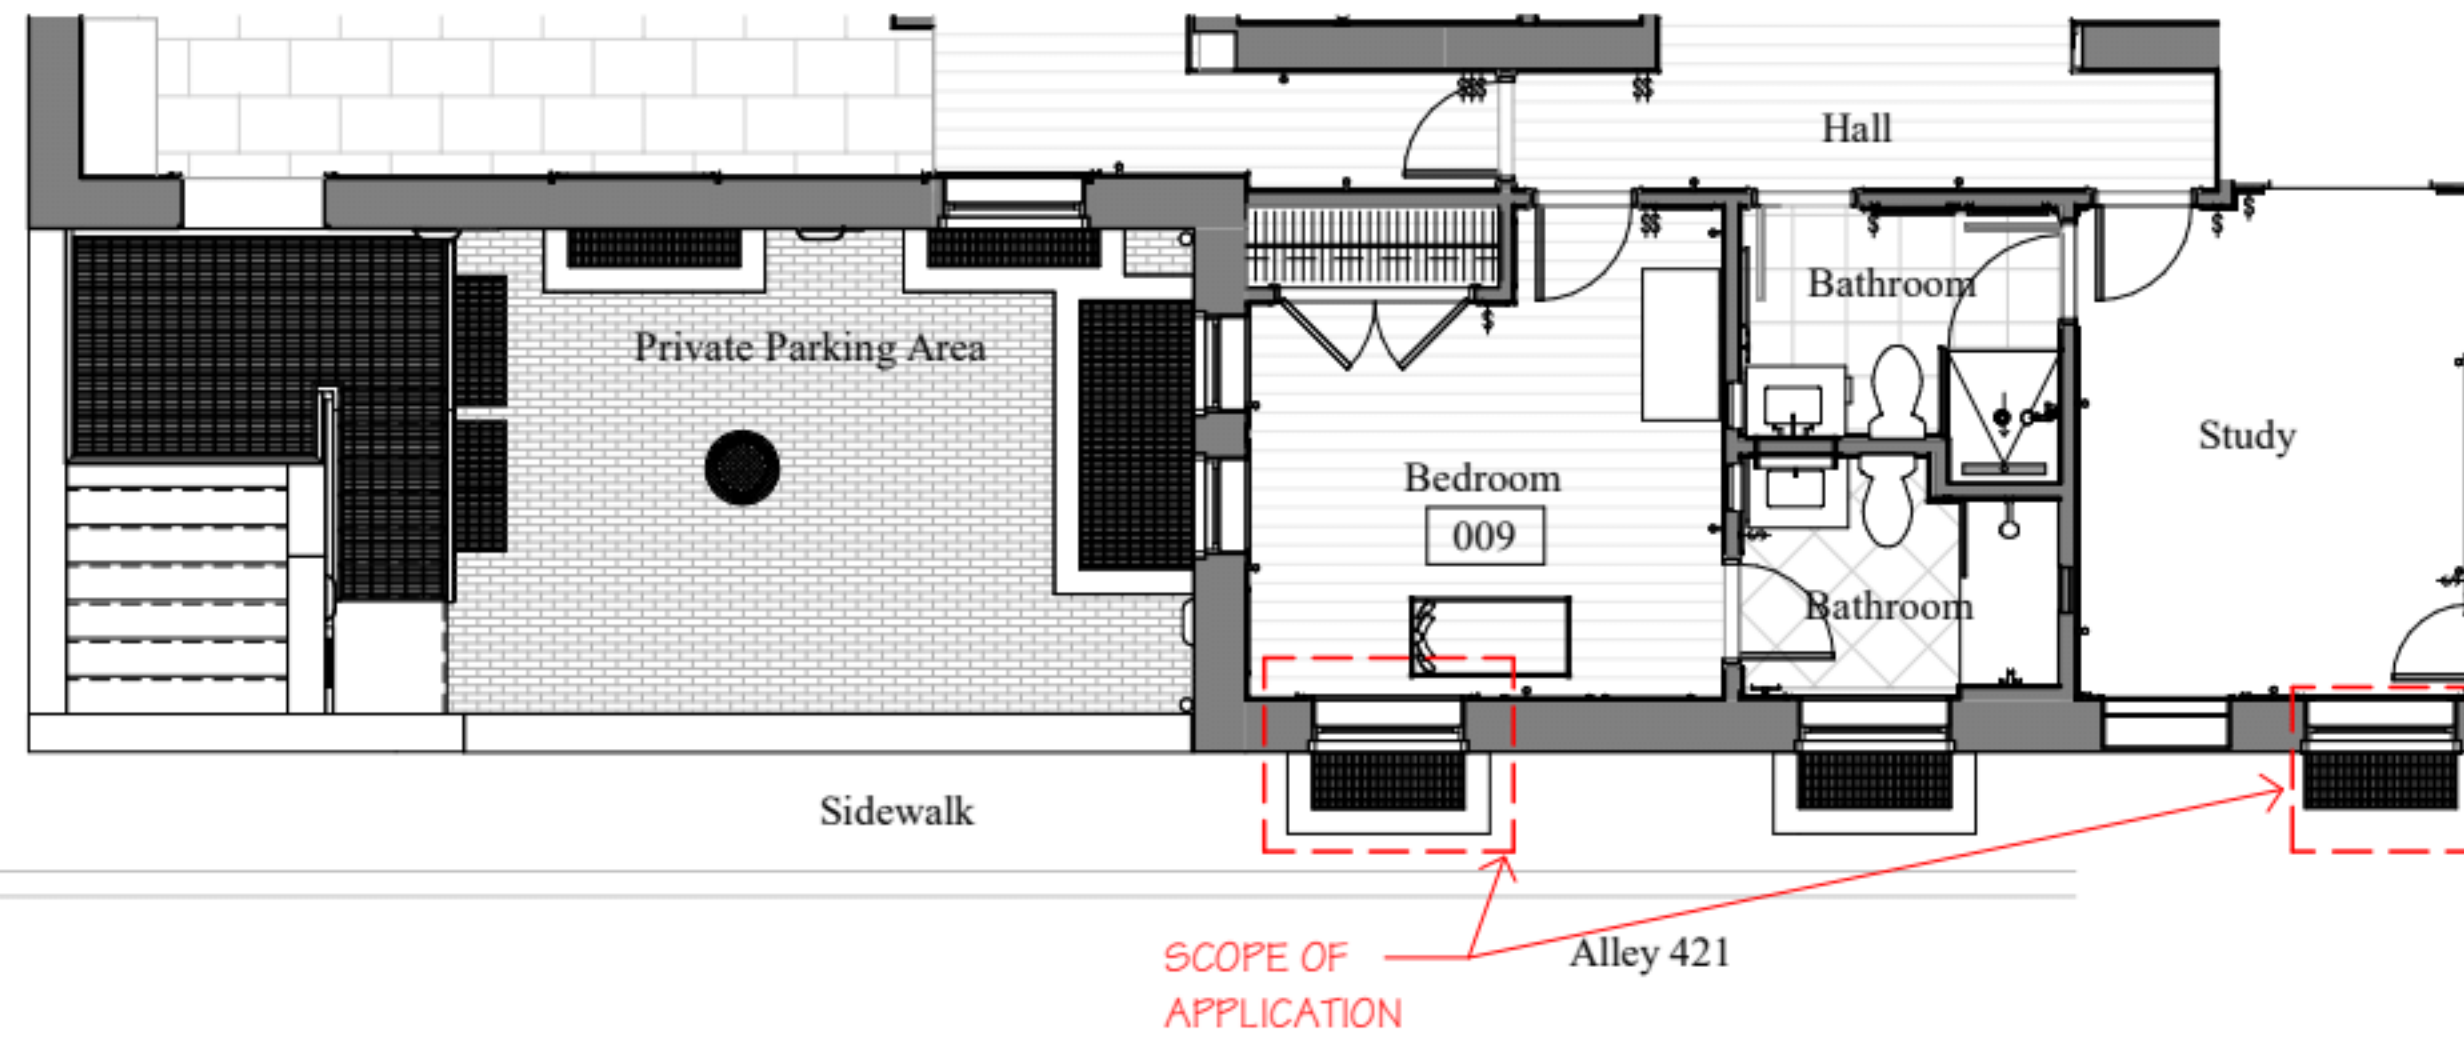 Hall
Bathroom
Private Parking Area
Study
Bedroom
009
Bathroom
Sidewalk
SCOPE OF
APPLICATION
Alley 421